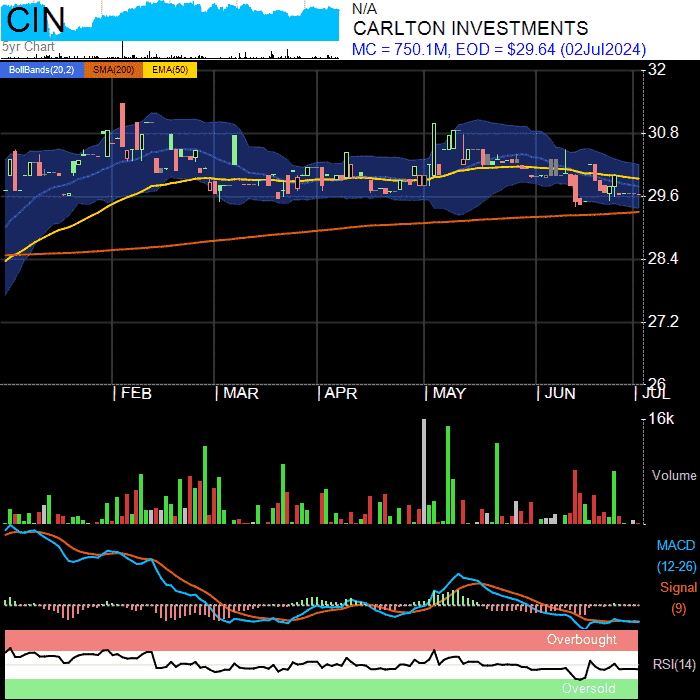 CIN
5yr Chart
N/A
CARLTON INVESTMENTS
MC = 750.1M, EOD = $29.64 (02Jul2024)
BollBands(20,2) SMA(200) EMA(50)
32
30.8
29.6
28.4
27.2
26
FEB MAR APR MAY JUN JUL
16k
Volume
MACD
(12-26)
Signal
(9)
Overbought
RSI(14)
Oversold